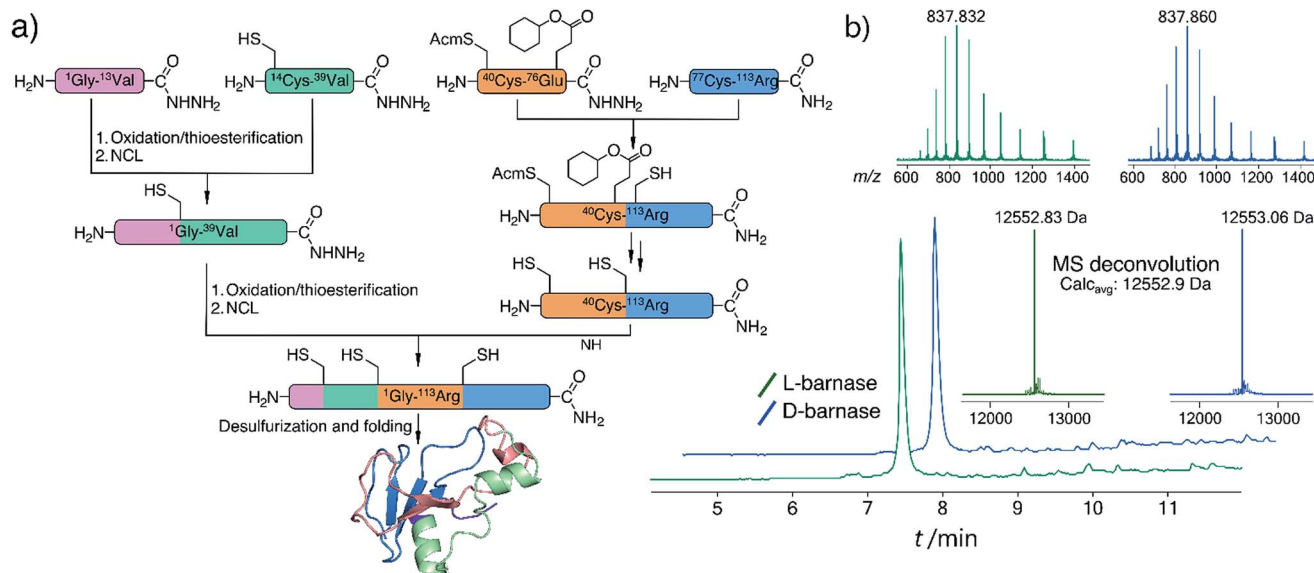 a)
HS
AcmS
O
O
H₂N
¹Gly-¹³Val
O
NHNH₂
H₂N
¹⁴Cys-³⁹Val
O
NHNH₂
H₂N
⁴⁰Cys-⁷⁶Glu
O
NHNH₂
H₂N
⁷⁷Cys-¹¹³Arg
O
NH₂
1. Oxidation/thioesterification
2. NCL
O
O
AcmS
SH
HS
H₂N
⁴⁰Cys-¹¹³Arg
O
NH₂
H₂N
¹Gly-³⁹Val
O
NHNH₂
HS
HS
1. Oxidation/thioesterification
2. NCL
H₂N
⁴⁰Cys-¹¹³Arg
O
NH₂
NH
HS
HS
SH
H₂N
¹Gly-¹¹³Arg
O
NH₂
Desulfurization and folding
b)
837.832
837.860
m/z
600 800 1000 1200 1400
600 800 1000 1200 1400
12552.83 Da
12553.06 Da
MS deconvolution
Calcavg: 12552.9 Da
L-barnase
D-barnase
12000 13000
12000 13000
5 6 7 8 9 10 11
t /min